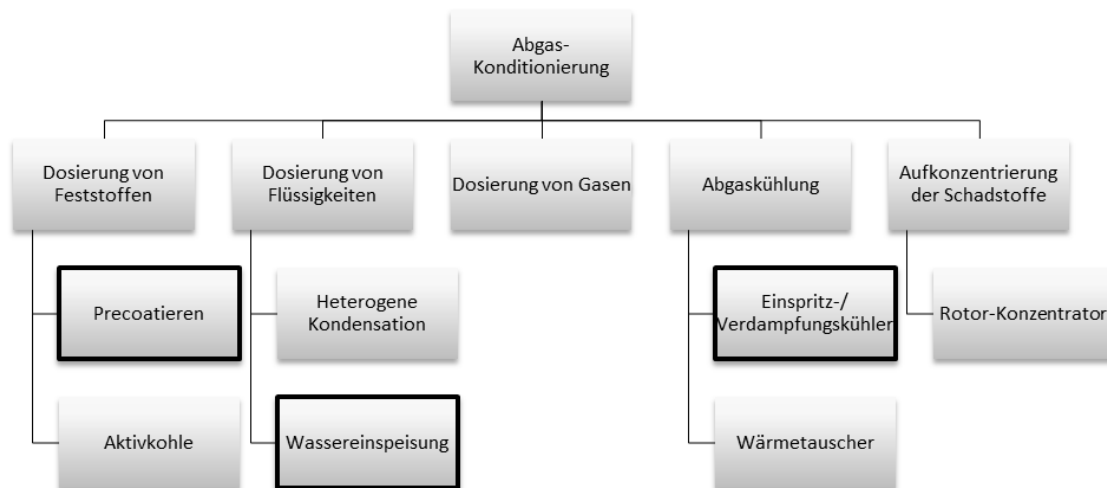 Abgas-
Konditionierung
Dosierung von
Feststoffen
Dosierung von
Flüssigkeiten
Dosierung von Gasen
Abgaskühlung
Aufkonzentrierung
der Schadstoffe
Precoatieren
Heterogene
Kondensation
Einspritz-/
Verdampfungskühler
Rotor-Konzentrator
Aktivkohle
Wassereinspeisung
Wärmetauscher